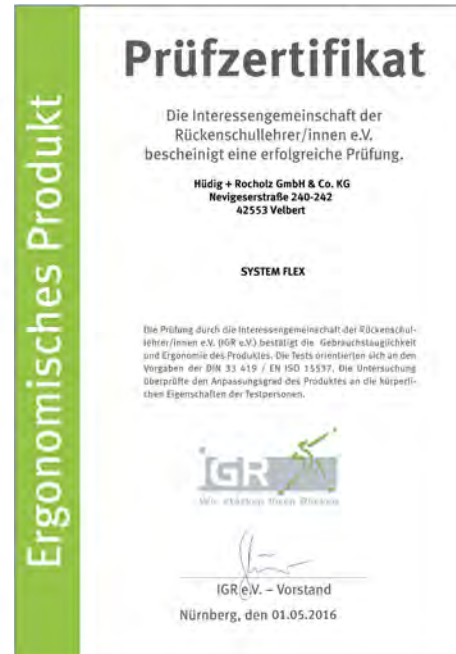 Ergonomisches Produkt
Prüfzertifikat
Die Interessengemeinschaft der
Rückenschullehrer/innen e.V.
bescheinigt eine erfolgreiche Prüfung.
Hüdig + Rocholz GmbH & Co. KG
Nevigeserstraße 240-242
42553 Velbert
SYSTEM FLEX
Die Prüfung durch die Interessengemeinschaft der Rückenschul-
lehrer/innen e.V. (IGR e.V.) bestätigt die Gebrauchstauglichkeit
und Ergonomie des Produktes. Die Tests orientierten sich an den
Vorgaben der DIN 33 419 / EN ISO 15537. Die Untersuchung
überprüfte den Anpassungsgrad des Produktes an die körperli-
chen Eigenschaften der Testpersonen.
IGR
Wir stärken Ihren Rücken
IGR e.V. – Vorstand
Nürnberg, den 01.05.2016